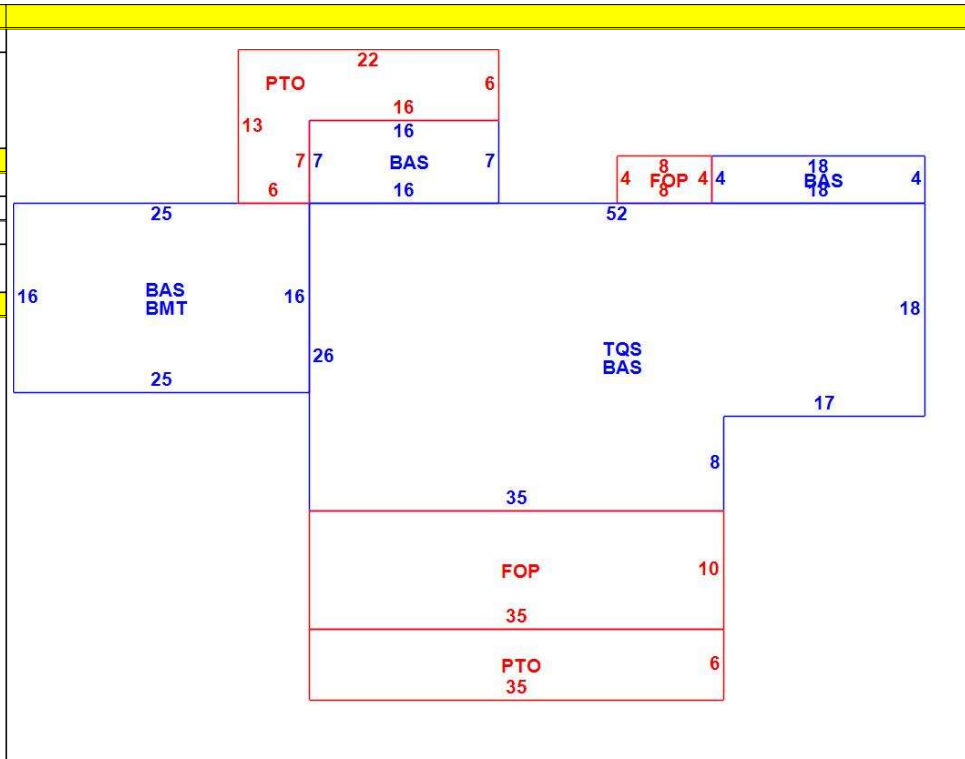 22
PTO 6
16
13 16
7 7 BAS 7
8 18
4 FOP 4 4 BAS 4
6 16 8 18
25 52
16 BAS 16 18
BMT
TQS
26 BAS
25 17
8
35
FOP 10
35
PTO 6
35